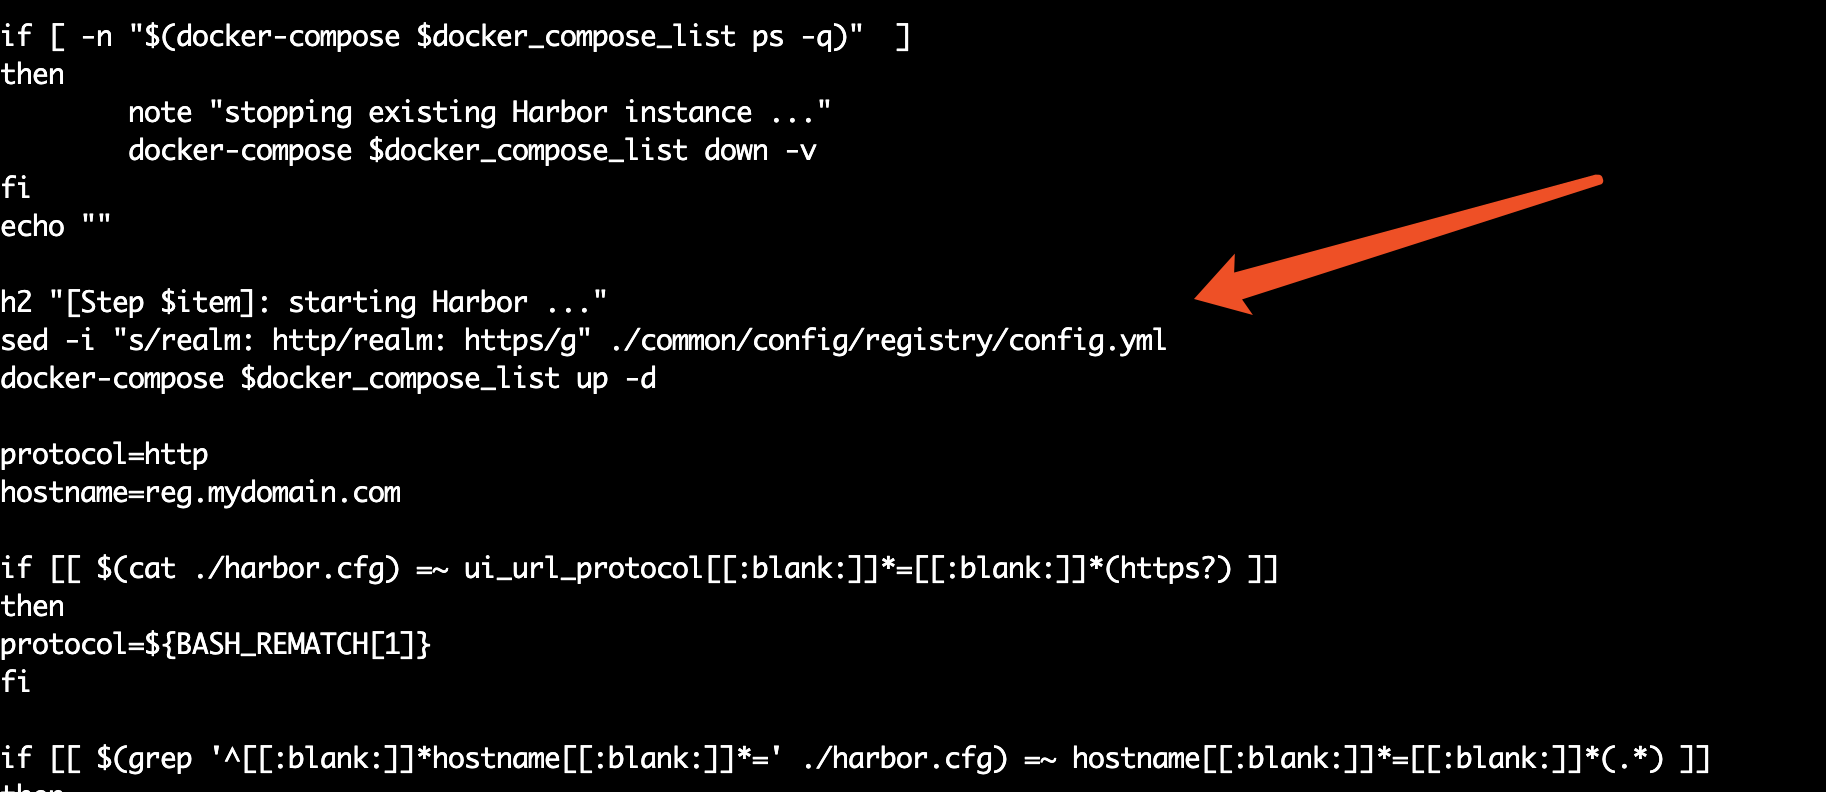 if [ -n "$(docker-compose $docker_compose_list ps -q)"  ]
then
        note "stopping existing Harbor instance ..."
        docker-compose $docker_compose_list down -v
fi
echo ""

h2 "[Step $item]: starting Harbor ..."
sed -i "s/realm: http/realm: https/g" ./common/config/registry/config.yml
docker-compose $docker_compose_list up -d

protocol=http
hostname=reg.mydomain.com

if [[ $(cat ./harbor.cfg) =~ ui_url_protocol[[:blank:]]*=[[:blank:]]*(https?) ]]
then
protocol=${BASH_REMATCH[1]}
fi

if [[ $(grep '^[[:blank:]]*hostname[[:blank:]]*=' ./harbor.cfg) =~ hostname[[:blank:]]*=[[:blank:]]*(.*) ]]
then